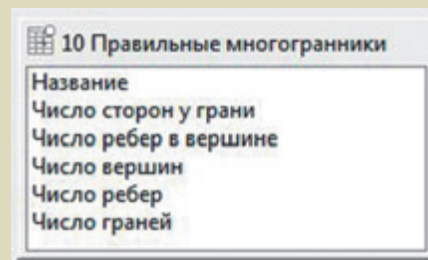 10 Правильные многогранники
Название
Число сторон у грани
Число ребер в вершине
Число вершин
Число ребер
Число граней